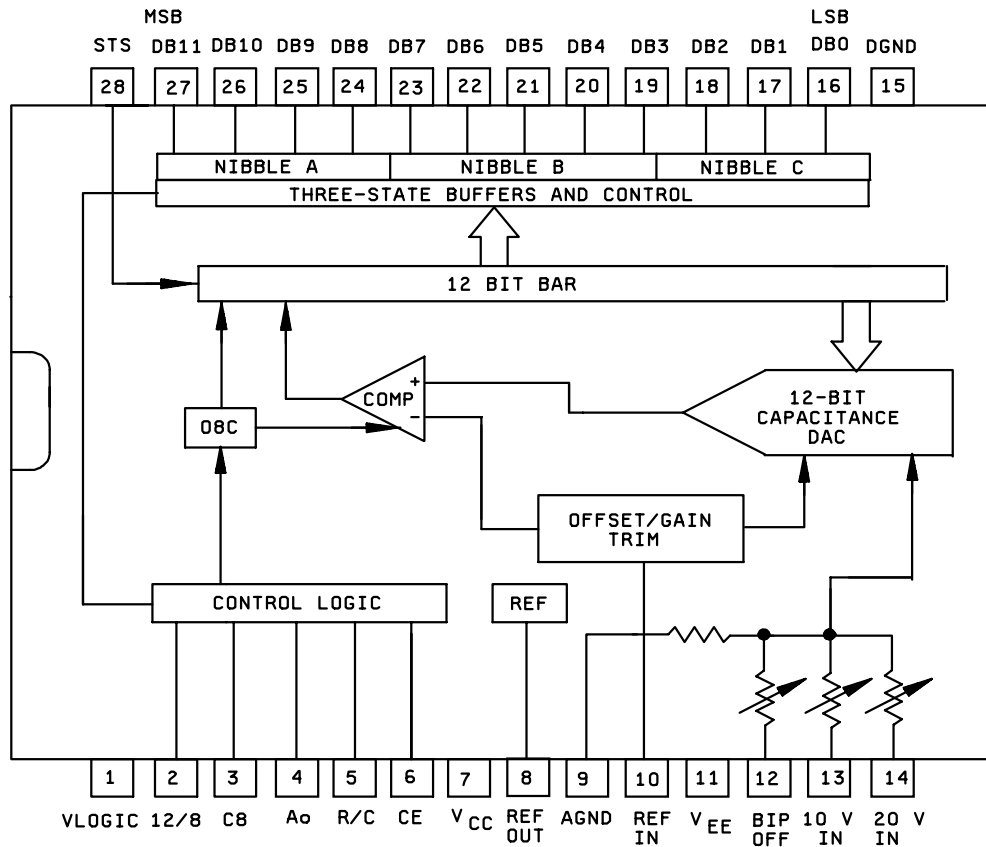 MSB LSB
STS DB11 DB10 DB9 DB8 DB7 DB6 DB5 DB4 DB3 DB2 DB1 DB0 DGND
28 27 26 25 24 23 22 21 20 19 18 17 16 15
NIBBLE A NIBBLE B NIBBLE C
THREE-STATE BUFFERS AND CONTROL
12 BIT BAR
COMP
+
-
12-BIT
CAPACITANCE
DAC
O8C
OFFSET/GAIN
TRIM
CONTROL LOGIC
REF
1 2 3 4 5 6 7 8 9 10 11 12 13 14
VLOGIC 12/8 C8 Ao R/C CE VCC REF OUT AGND REF IN VEE BIP OFF 10 V IN 20 V IN